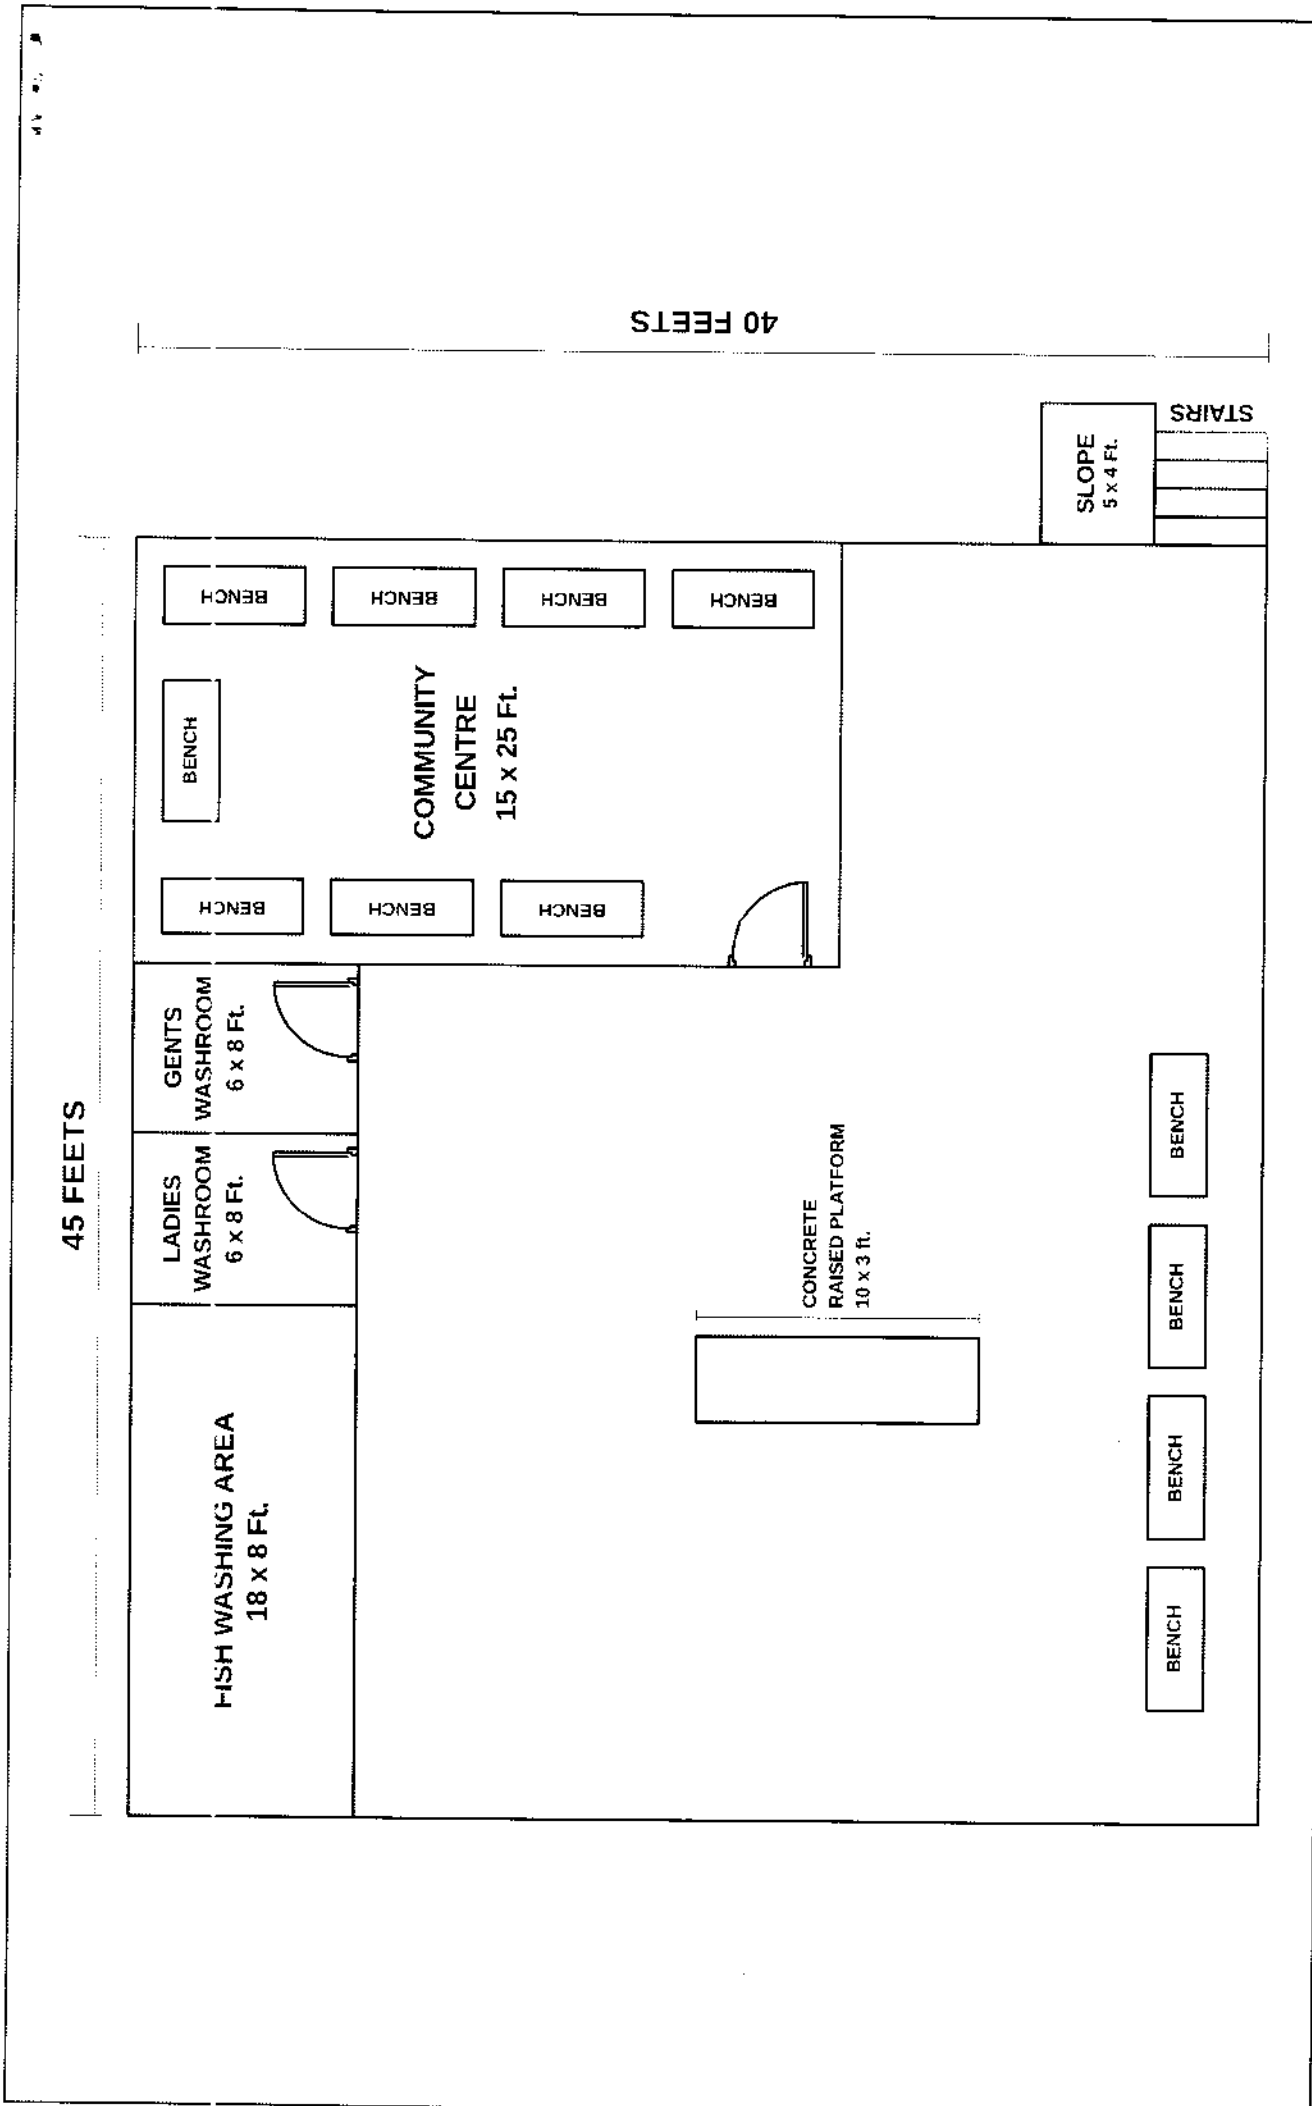 45 FEETS
FISH WASHING AREA
18 x 8 Ft.
LADIES
WASHROOM
6 x 8 Ft.
GENTS
WASHROOM
6 x 8 Ft.
BENCH
BENCH
BENCH
BENCH
COMMUNITY
CENTRE
15 x 25 Ft.
BENCH
BENCH
BENCH
BENCH
40 FEETS
CONCRETE
RAISED PLATFORM
10 x 3 ft.
SLOPE
5 x 4 Ft.
STAIRS
BENCH
BENCH
BENCH
BENCH